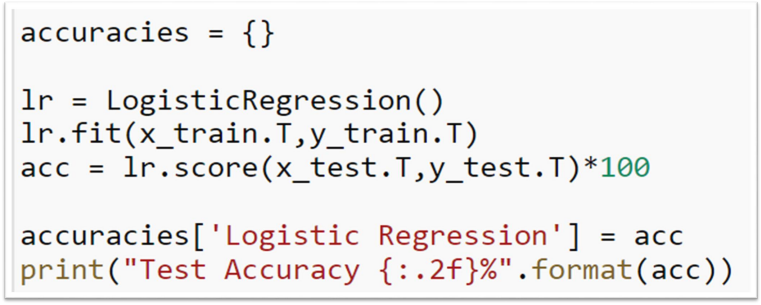 accuracies = {}
lr = LogisticRegression()
lr.fit(x_train.T,y_train.T)
acc = lr.score(x_test.T,y_test.T)*100
accuracies['Logistic Regression'] = acc
print("Test Accuracy {:.2f}%".format(acc))